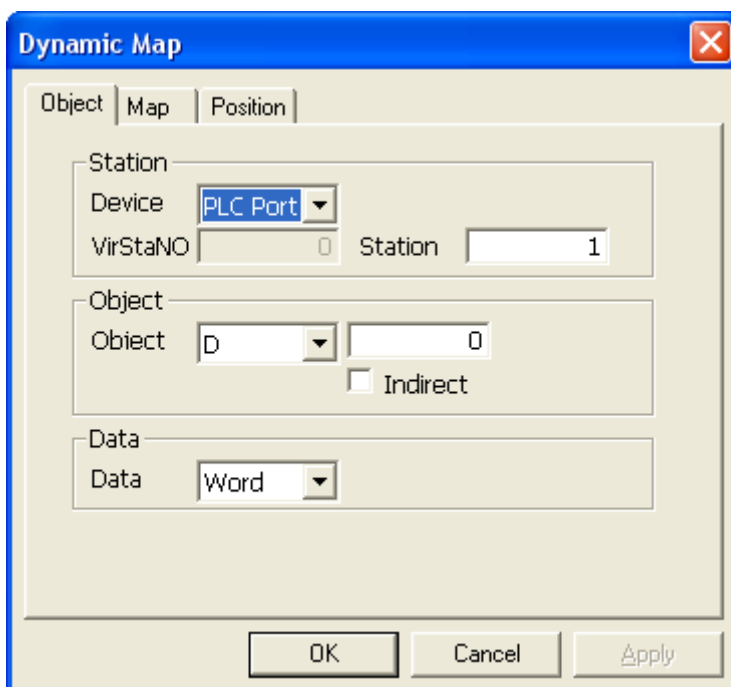 Dynamic Map
Object Map Position
Station
Device PLC Port
VirStaNO 0 Station 1
Object
Obiect D 0
Indirect
Data
Data Word
OK Cancel Apply